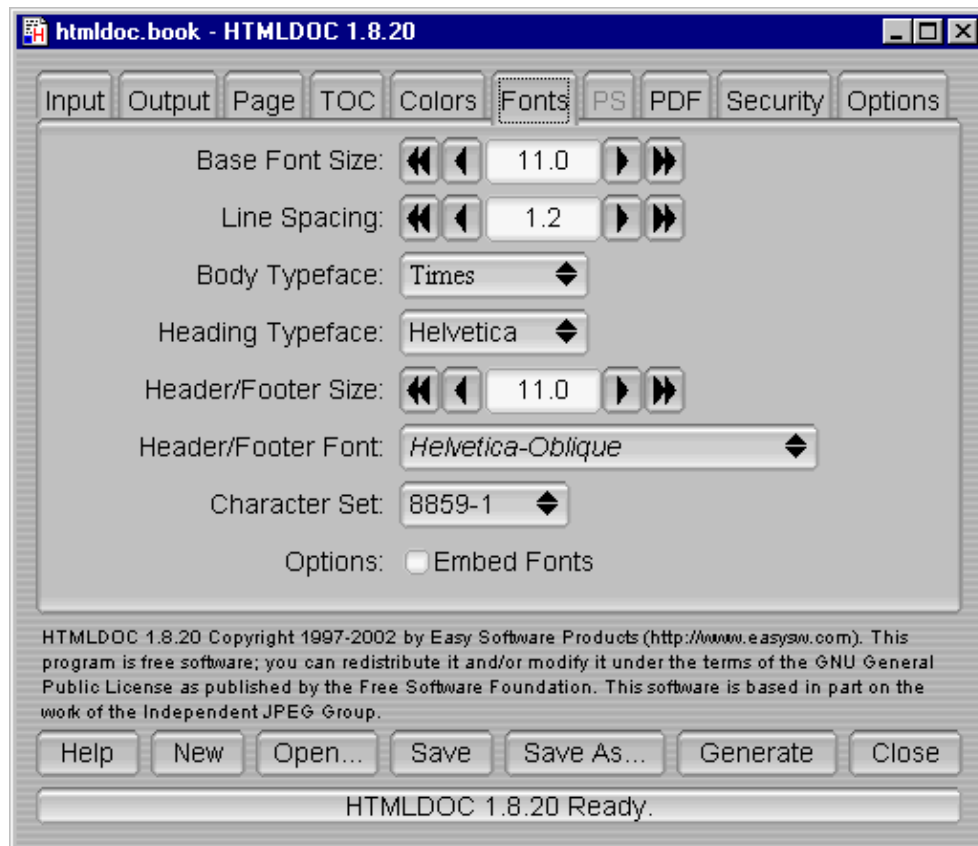 htmldoc.book - HTMLDOC 1.8.20
Input Output Page TOC Colors Fonts PS PDF Security Options
Base Font Size: 11.0
Line Spacing: 1.2
Body Typeface: Times
Heading Typeface: Helvetica
Header/Footer Size: 11.0
Header/Footer Font: Helvetica-Oblique
Character Set: 8859-1
Options: Embed Fonts
HTMLDOC 1.8.20 Copyright 1997-2002 by Easy Software Products (http://www.easysw.com). This
program is free software; you can redistribute it and/or modify it under the terms of the GNU General
Public License as published by the Free Software Foundation. This software is based in part on the
work of the Independent JPEG Group.
Help New Open... Save Save As... Generate Close
HTMLDOC 1.8.20 Ready.